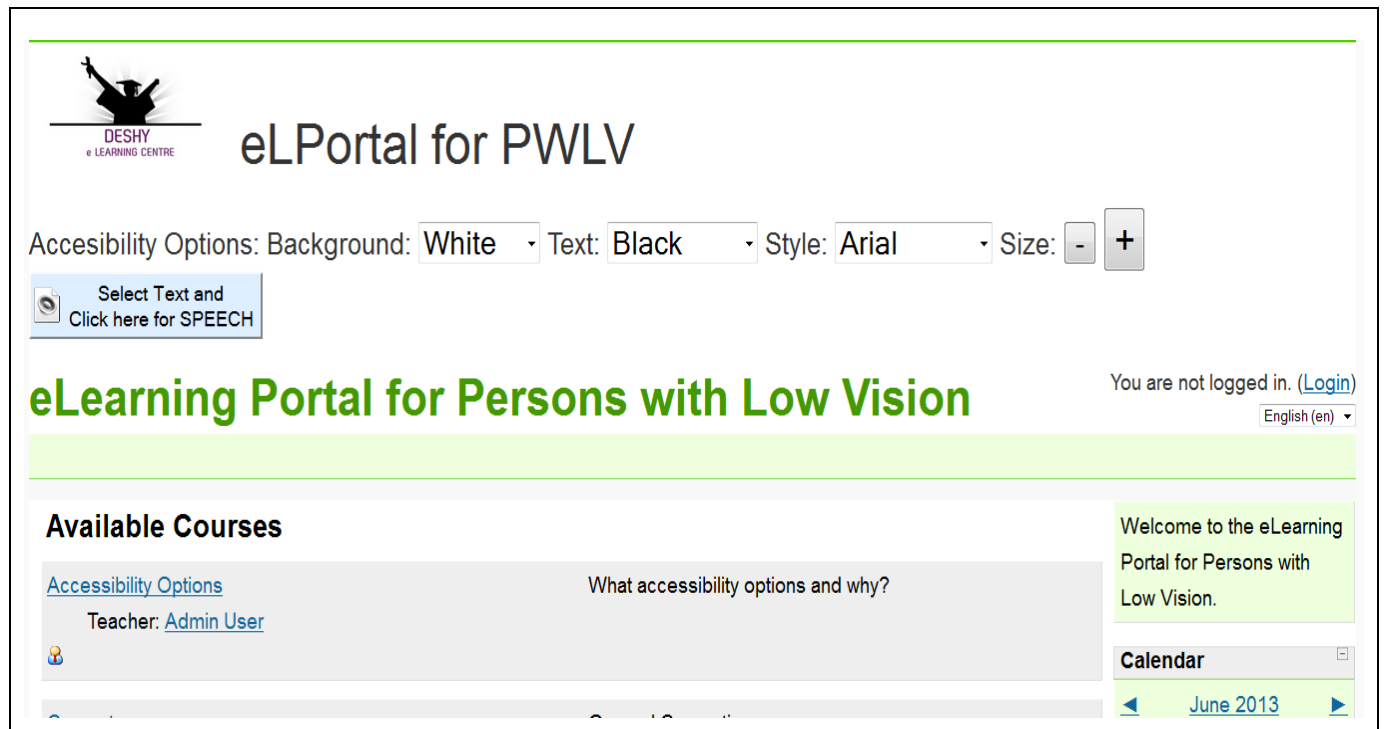 DESHY
e LEARNING CENTRE
eLPortal for PWLV
Accesibility Options: Background: White Text: Black Style: Arial Size: - +
Select Text and
Click here for SPEECH
eLearning Portal for Persons with Low Vision
You are not logged in. (Login)
English (en)
Available Courses
Accessibility Options
What accessibility options and why?
Teacher: Admin User
Welcome to the eLearning
Portal for Persons with
Low Vision.
Calendar
◄ June 2013 ►